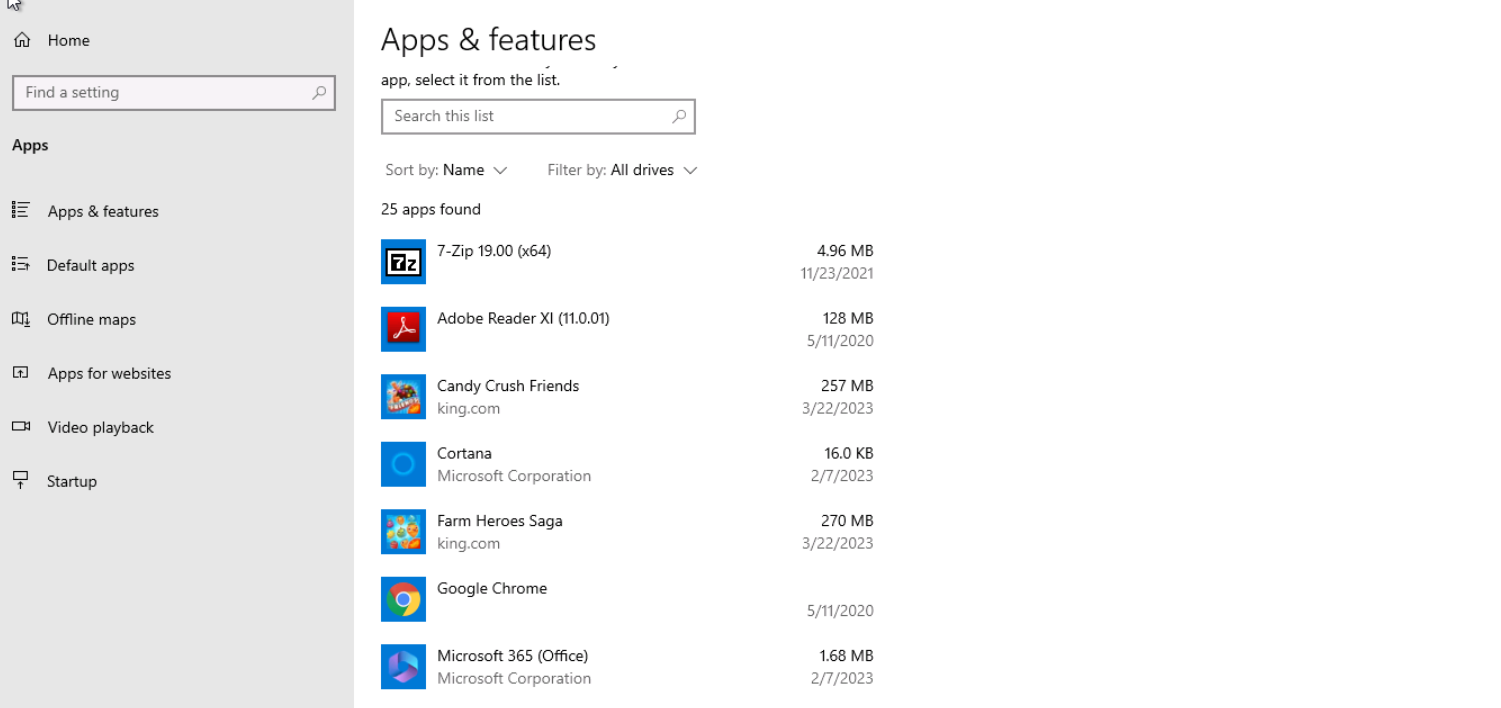 Home
Find a setting
Apps
Apps & features
Default apps
Offline maps
Apps for websites
Video playback
Startup
Apps & features
app, select it from the list.
Search this list
Sort by: Name
Filter by: All drives
25 apps found
7-Zip 19.00 (x64) 4.96 MB
11/23/2021
Adobe Reader XI (11.0.01) 128 MB
5/11/2020
Candy Crush Friends 257 MB
king.com 3/22/2023
Cortana 16.0 KB
Microsoft Corporation 2/7/2023
Farm Heroes Saga 270 MB
king.com 3/22/2023
Google Chrome
5/11/2020
Microsoft 365 (Office) 1.68 MB
Microsoft Corporation 2/7/2023